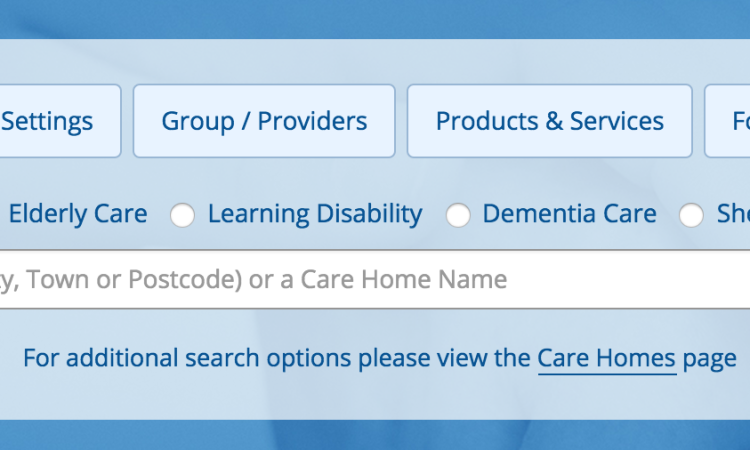 Settings Group / Providers Products & Services
Elderly Care Learning Disability Dementia Care
Town or Postcode) or a Care Home Name
For additional search options please view the Care Homes page